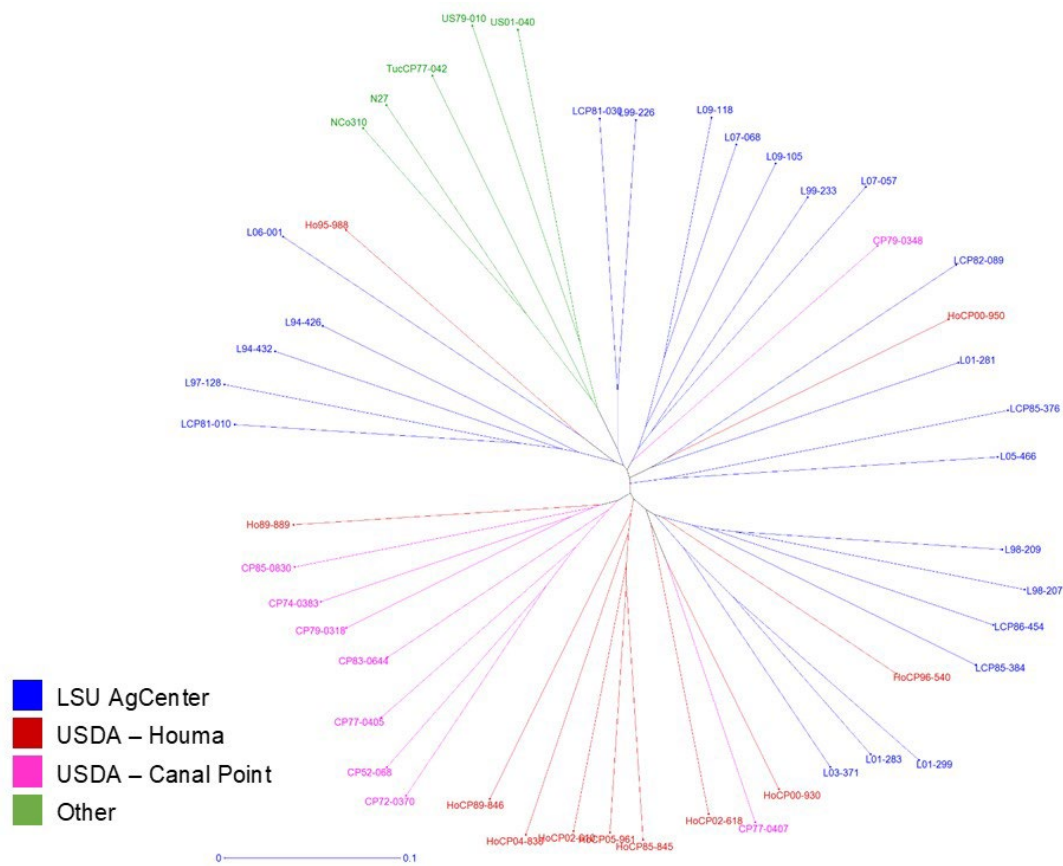 US79-010
US01-040
TucCP77-042
N27
NCo310
LCP81-030
L99-226
L09-118
L07-068
L09-105
L99-233
L07-057
CP79-0348
LCP82-089
HoCP00-950
L01-281
LCP85-376
L05-466
Ho95-988
L06-001
L94-426
L94-432
L97-128
LCP81-010
Ho89-889
CP85-0830
CP74-0383
CP79-0318
CP83-0644
CP77-0405
CP52-068
CP72-0370
HoCP89-846
HoCP04-838
HoCP05-961
HoCP85-845
HoCP02-618
CP77-0407
HoCP00-930
L03-371
L01-283
L01-299
HoCP96-540
LCP85-384
LCP86-454
L98-207
L98-209
LSU AgCenter
USDA – Houma
USDA – Canal Point
Other
0 0.1